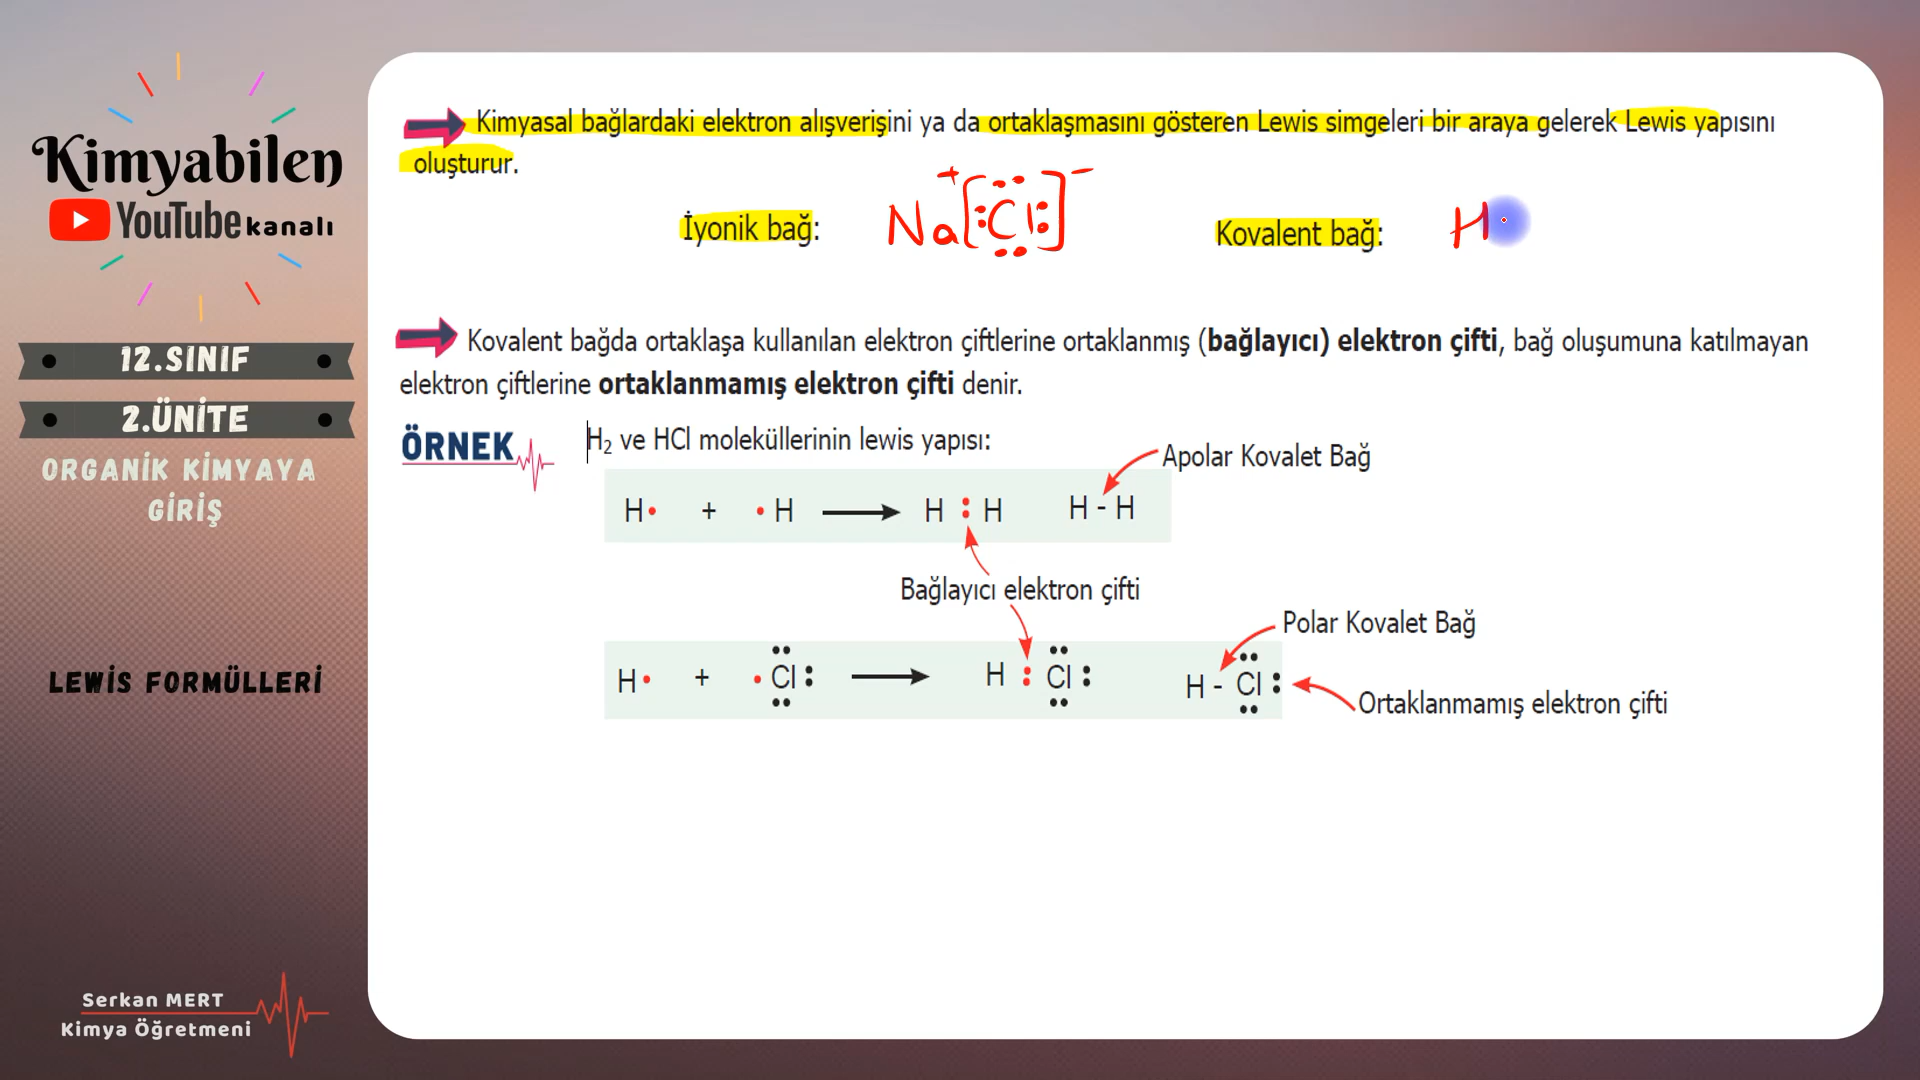 Kimyabilen
YouTube kanalı
12.SINIF
2.ÜNİTE
ORGANİK KİMYAYA
GİRİŞ
LEWİS FORMÜLLERİ
Serkan MERT
Kimya Öğretmeni
Kimyasal bağlardaki elektron alışverişini ya da ortaklaşmasını gösteren Lewis simgeleri bir araya gelerek Lewis yapısını
oluşturur.
İyonik bağ: Na⁺[:Cl:]⁻ Kovalent bağ: H
Kovalent bağda ortaklaşa kullanılan elektron çiftlerine ortaklanmış (bağlayıcı) elektron çifti, bağ oluşumuna katılmayan
elektron çiftlerine ortaklanmamış elektron çifti denir.
ÖRNEK H₂ ve HCl moleküllerinin lewis yapısı:
Apolar Kovalet Bağ
H• + •H → H : H H - H
Bağlayıcı elektron çifti
Polar Kovalet Bağ
H• + •Cl: → H : Cl: H - Cl:
Ortaklanmamış elektron çifti